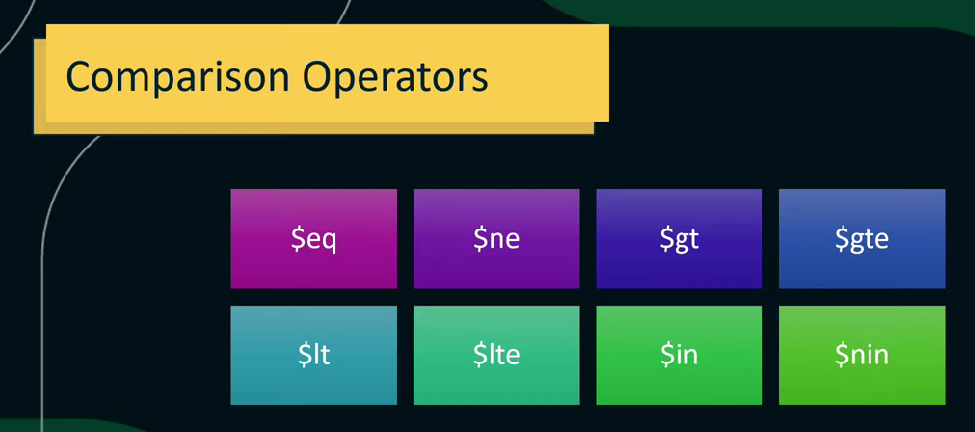 Comparison Operators
$eq
$ne
$gt
$gte
$lt
$lte
$in
$nin